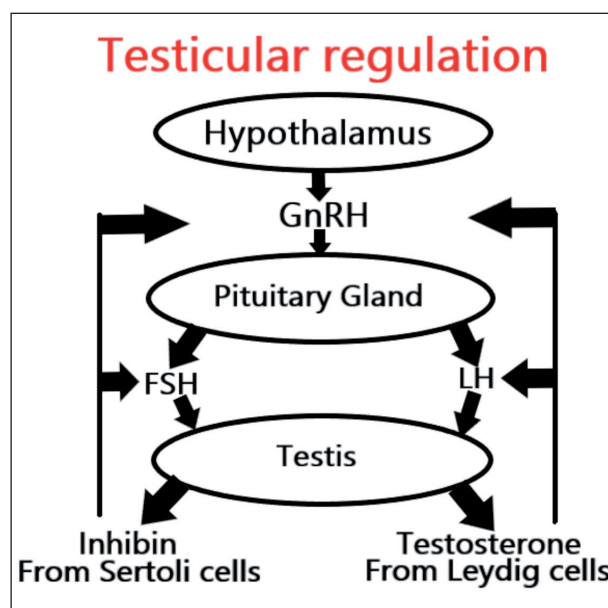 Testicular regulation
Hypothalamus
GnRH
Pituitary Gland
FSH
LH
Testis
Inhibin
From Sertoli cells
Testosterone
From Leydig cells